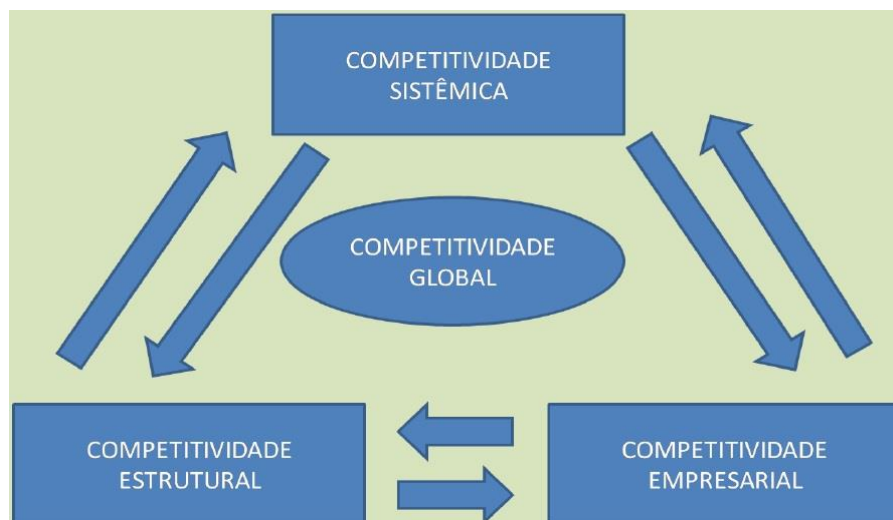 COMPETITIVIDADE
SISTÊMICA
COMPETITIVIDADE
GLOBAL
COMPETITIVIDADE
ESTRUTURAL
COMPETITIVIDADE
EMPRESARIAL